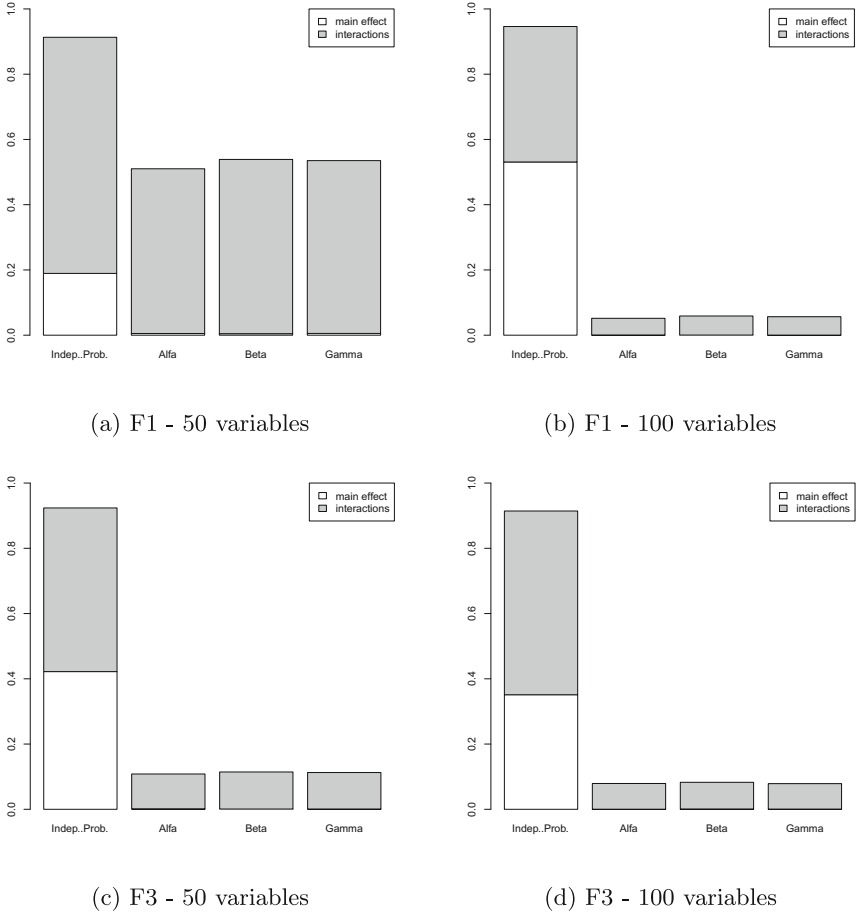 1.0
0.8
0.6
0.4
0.2
0.0
main effect
interactions
Indep..Prob. Alfa Beta Gamma
(a) F1 - 50 variables
1.0
0.8
0.6
0.4
0.2
0.0
main effect
interactions
Indep..Prob. Alfa Beta Gamma
(b) F1 - 100 variables
1.0
0.8
0.6
0.4
0.2
0.0
main effect
interactions
Indep..Prob. Alfa Beta Gamma
(c) F3 - 50 variables
1.0
0.8
0.6
0.4
0.2
0.0
main effect
interactions
Indep..Prob. Alfa Beta Gamma
(d) F3 - 100 variables